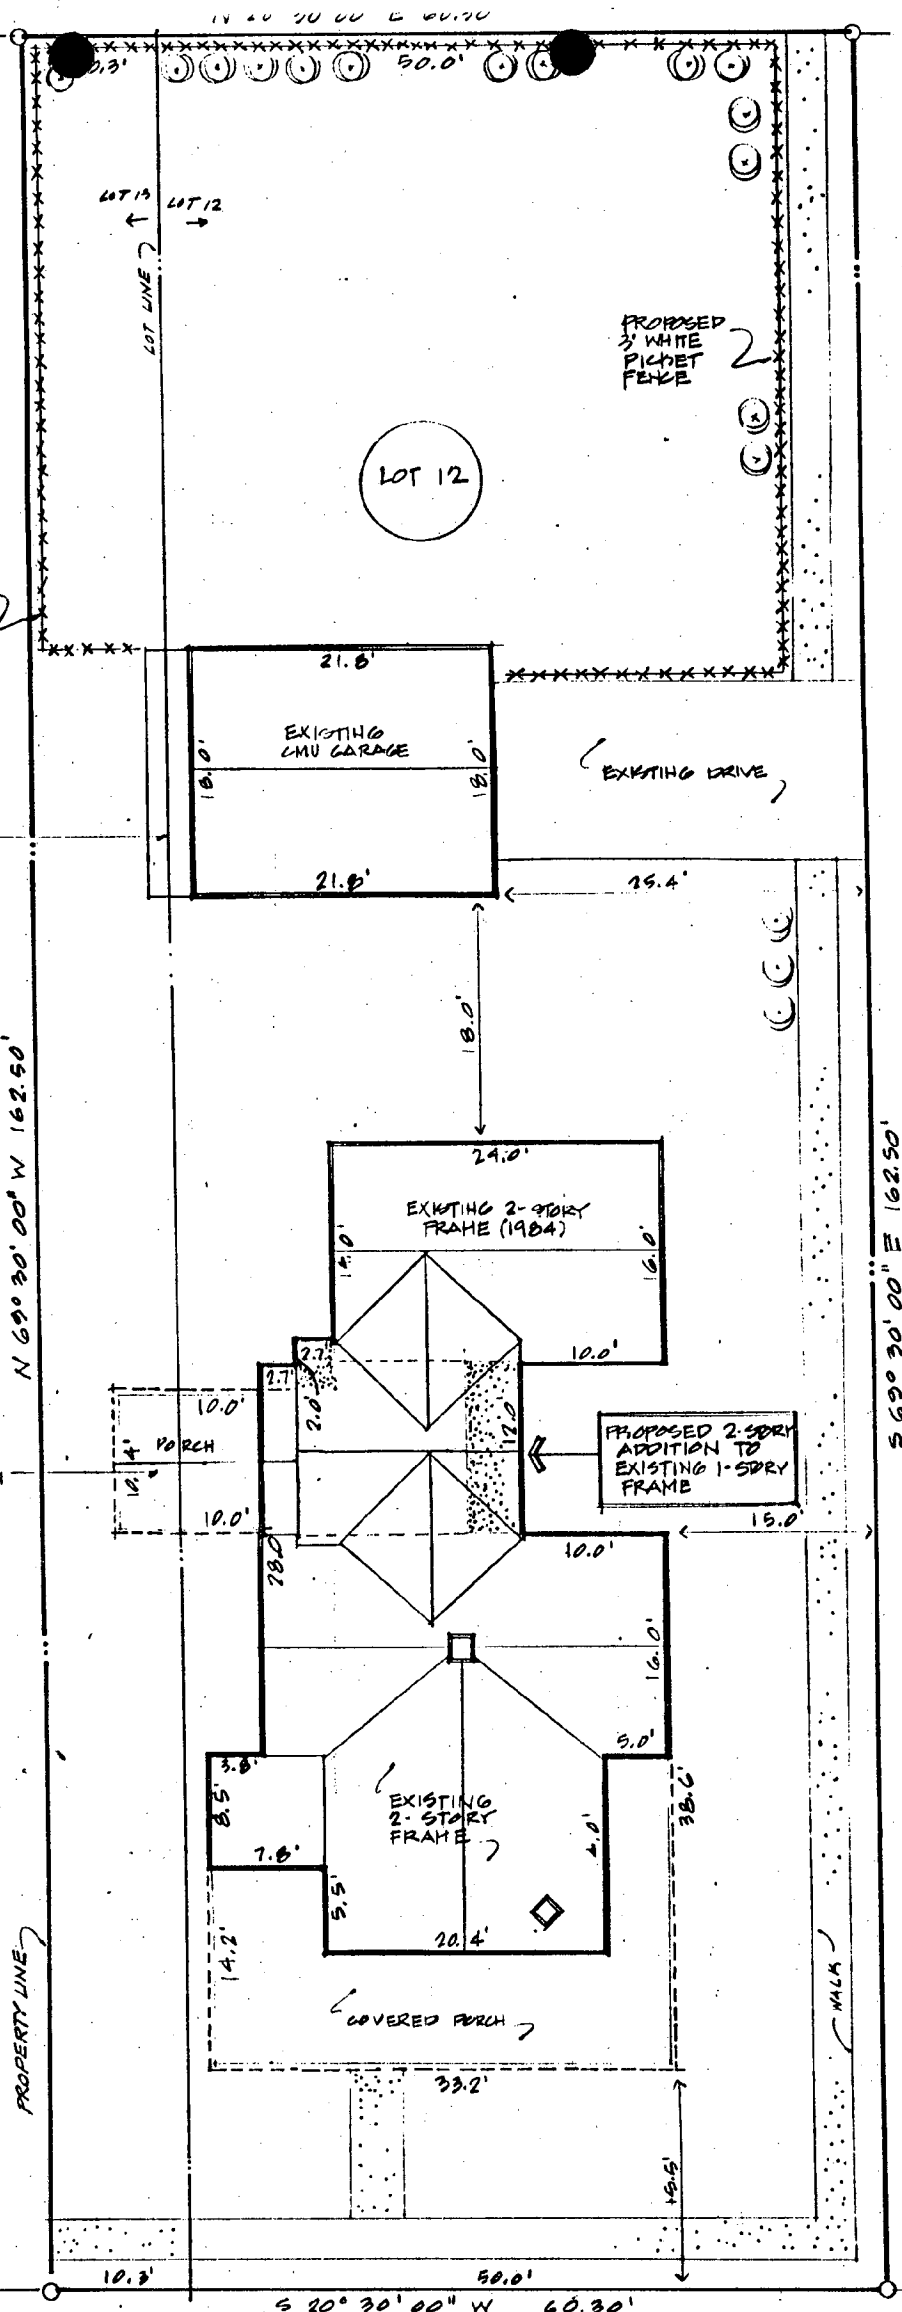 50.0'
LOT 13
LOT 12
LOT LINE
PROPOSED
3' WHITE
PICKET
FENCE
LOT 12
21.8'
EXISTING
CMU GARAGE
18.0'
18.0'
EXISTING DRIVE
21.8'
25.4'
18.0'
N 69° 30' 00" W 162.50'
S 69° 30' 00" E 162.50'
24.0'
EXISTING 2-STORY
FRAME (1984)
16.0'
10.0'
2.7'
2.7'
2.0'
12.0
10.0'
PORCH
10.4'
10.0'
PROPOSED 2-STORY
ADDITION TO
EXISTING 1-STORY
FRAME
15.0'
10.0'
28.0'
16.0'
5.0'
3.8'
8.5'
EXISTING
2-STORY
FRAME
38.6'
7.8'
5.5'
20.4'
14.2'
COVERED PORCH
WALK
PROPERTY LINE
33.2'
15.5'
10.3'
50.0'
S 20° 30' 00" W 60.30'